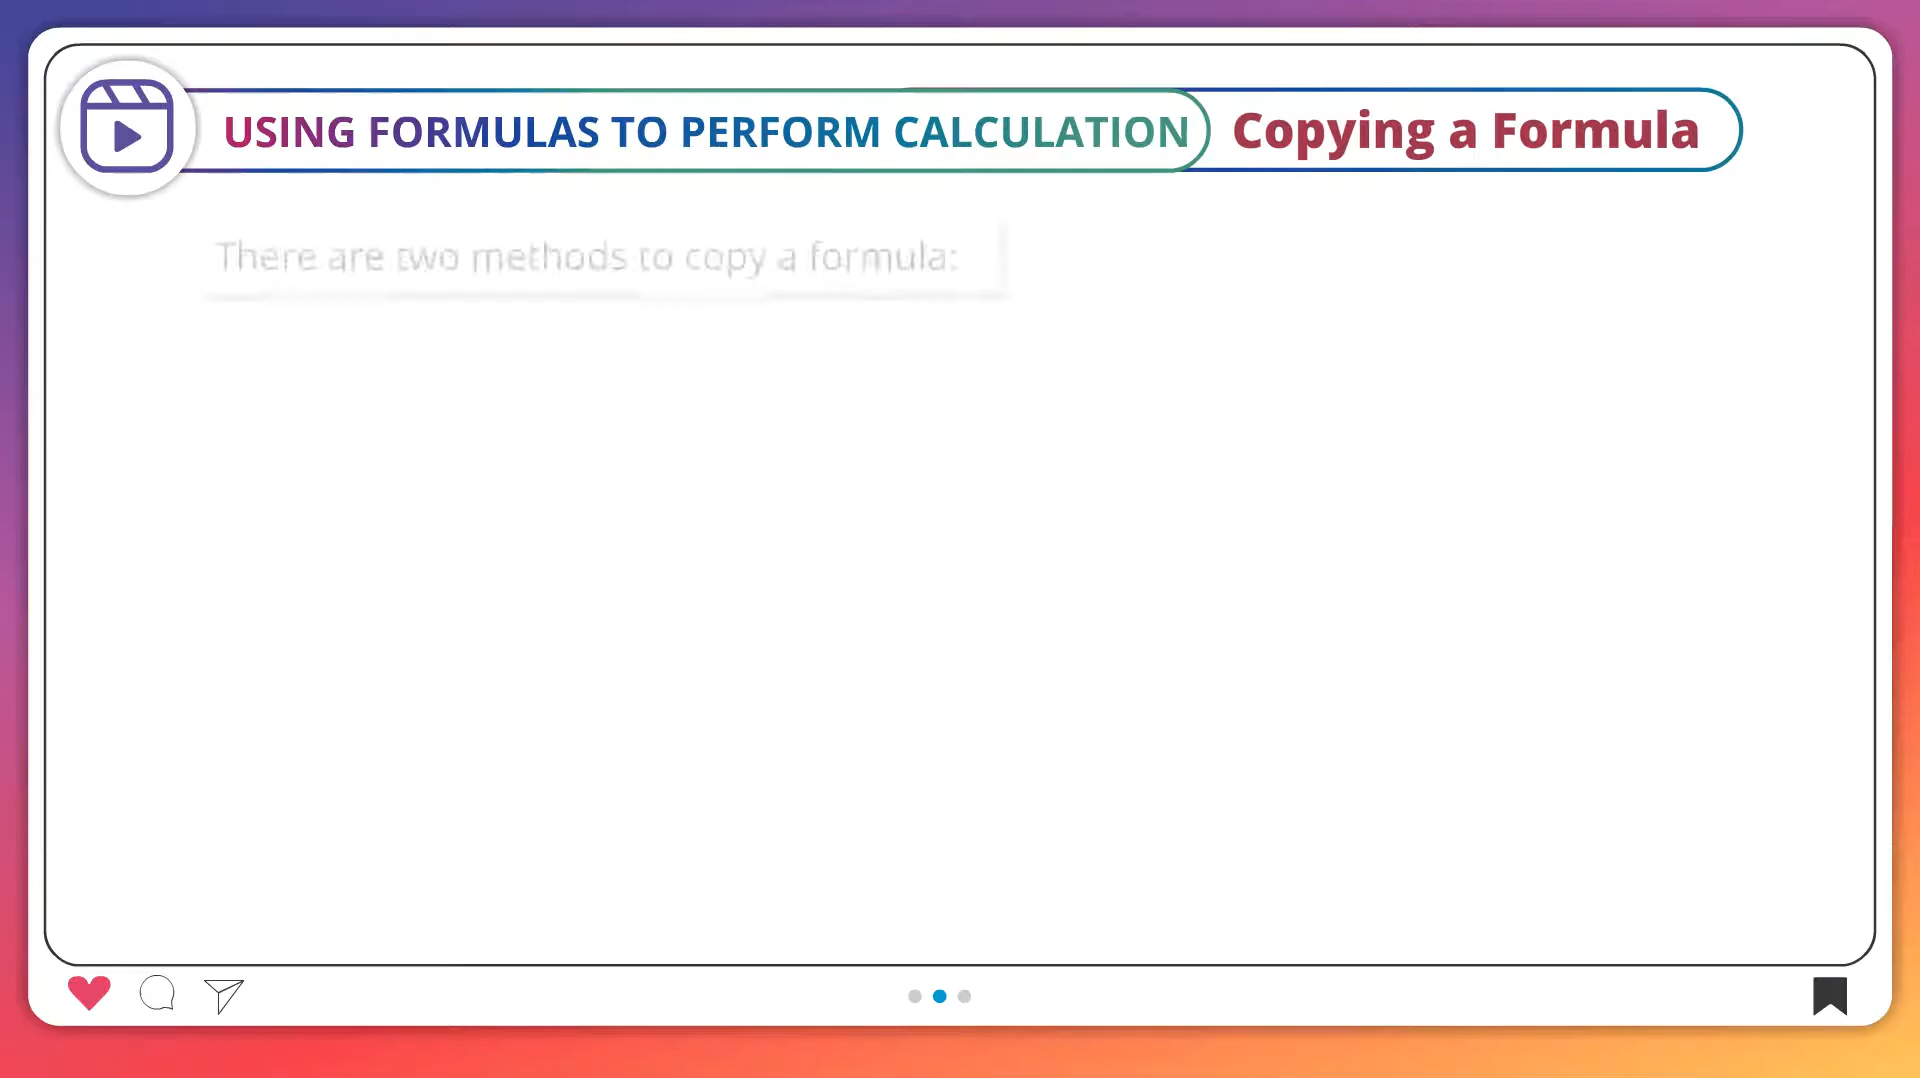 USING FORMULAS TO PERFORM CALCULATION Copying a Formula
There are two methods to copy a formula: